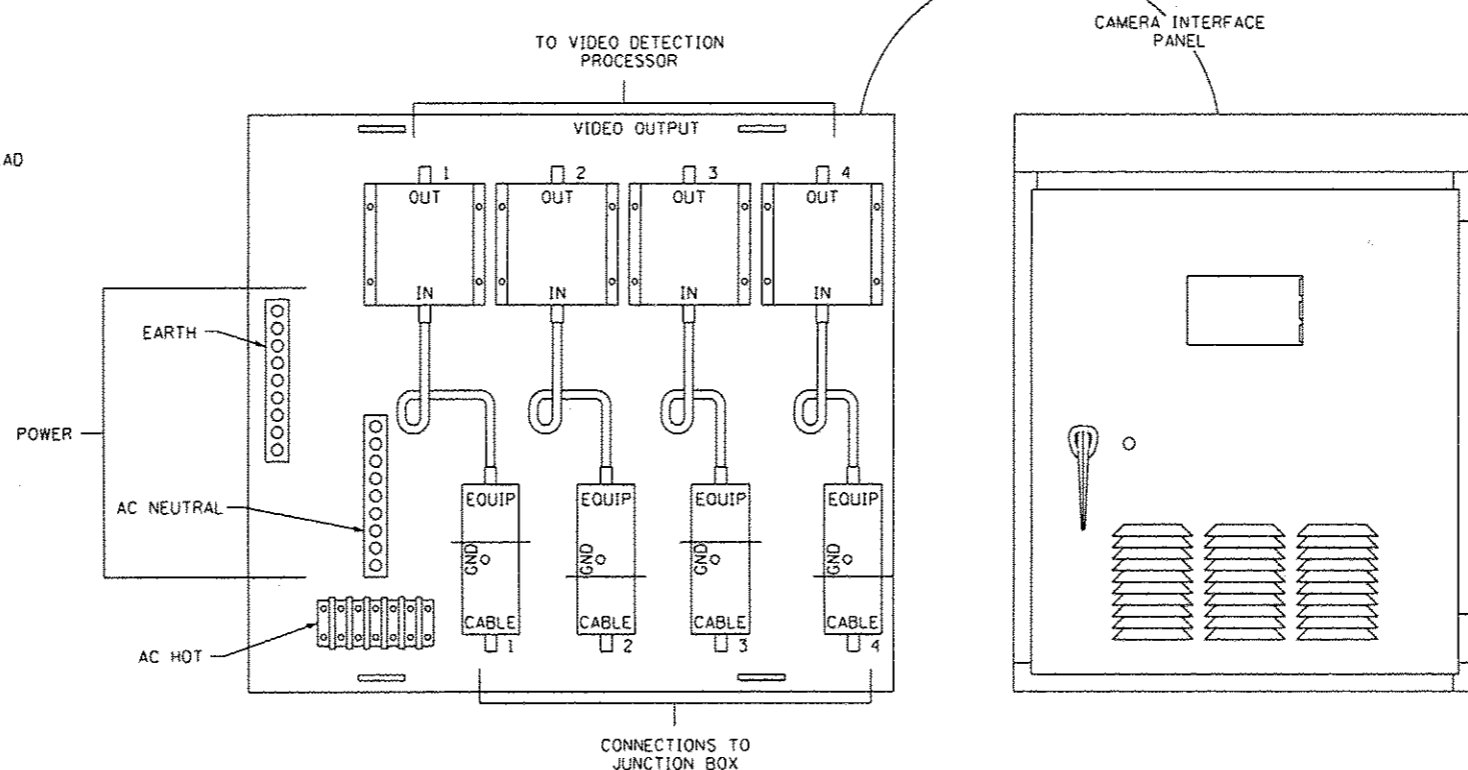 CAMERA INTERFACE
PANEL
TO VIDEO DETECTION
PROCESSOR
VIDEO OUTPUT
AD
1 2 3 4
OUT OUT OUT OUT
IN IN IN IN
EARTH
POWER
AC NEUTRAL
EQUIP EQUIP EQUIP EQUIP
GND GND GND GND
CABLE CABLE CABLE CABLE
1 2 3 4
AC HOT
CONNECTIONS TO
JUNCTION BOX